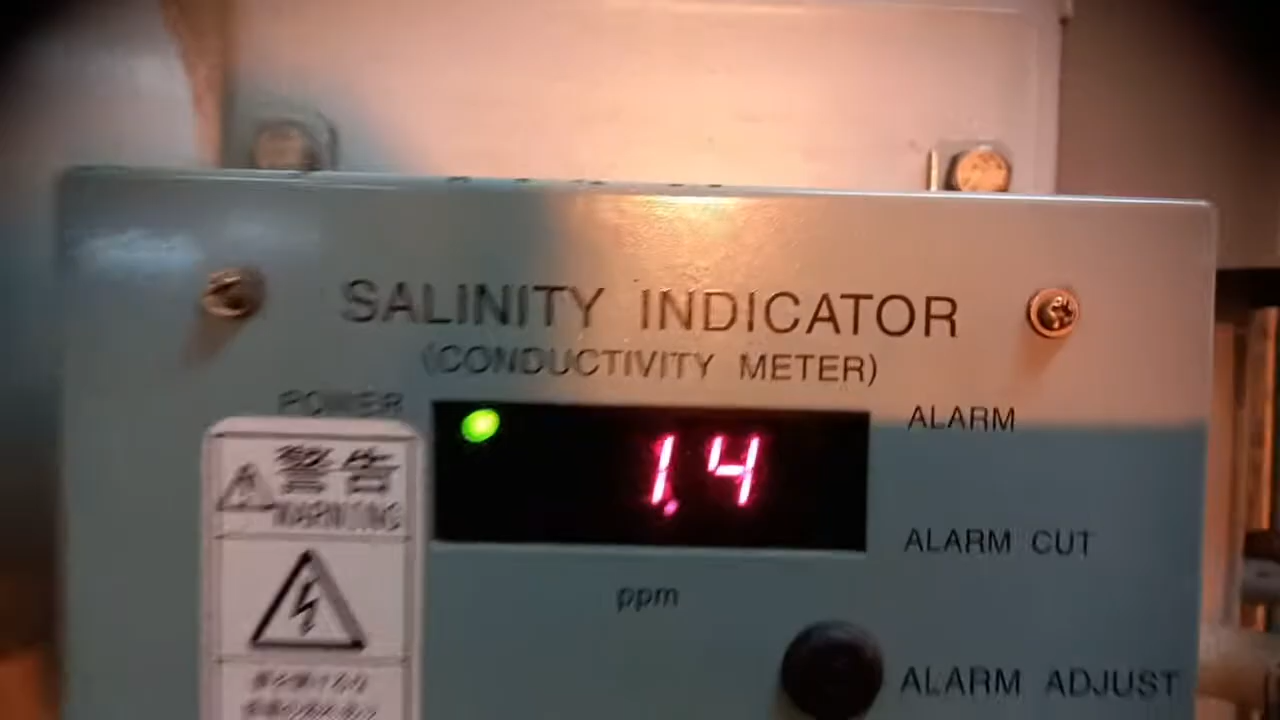 SALINITY INDICATOR
(CONDUCTIVITY METER)
POWER
ALARM
1.4
警告
WARNING
ALARM CUT
ppm
ALARM ADJUST